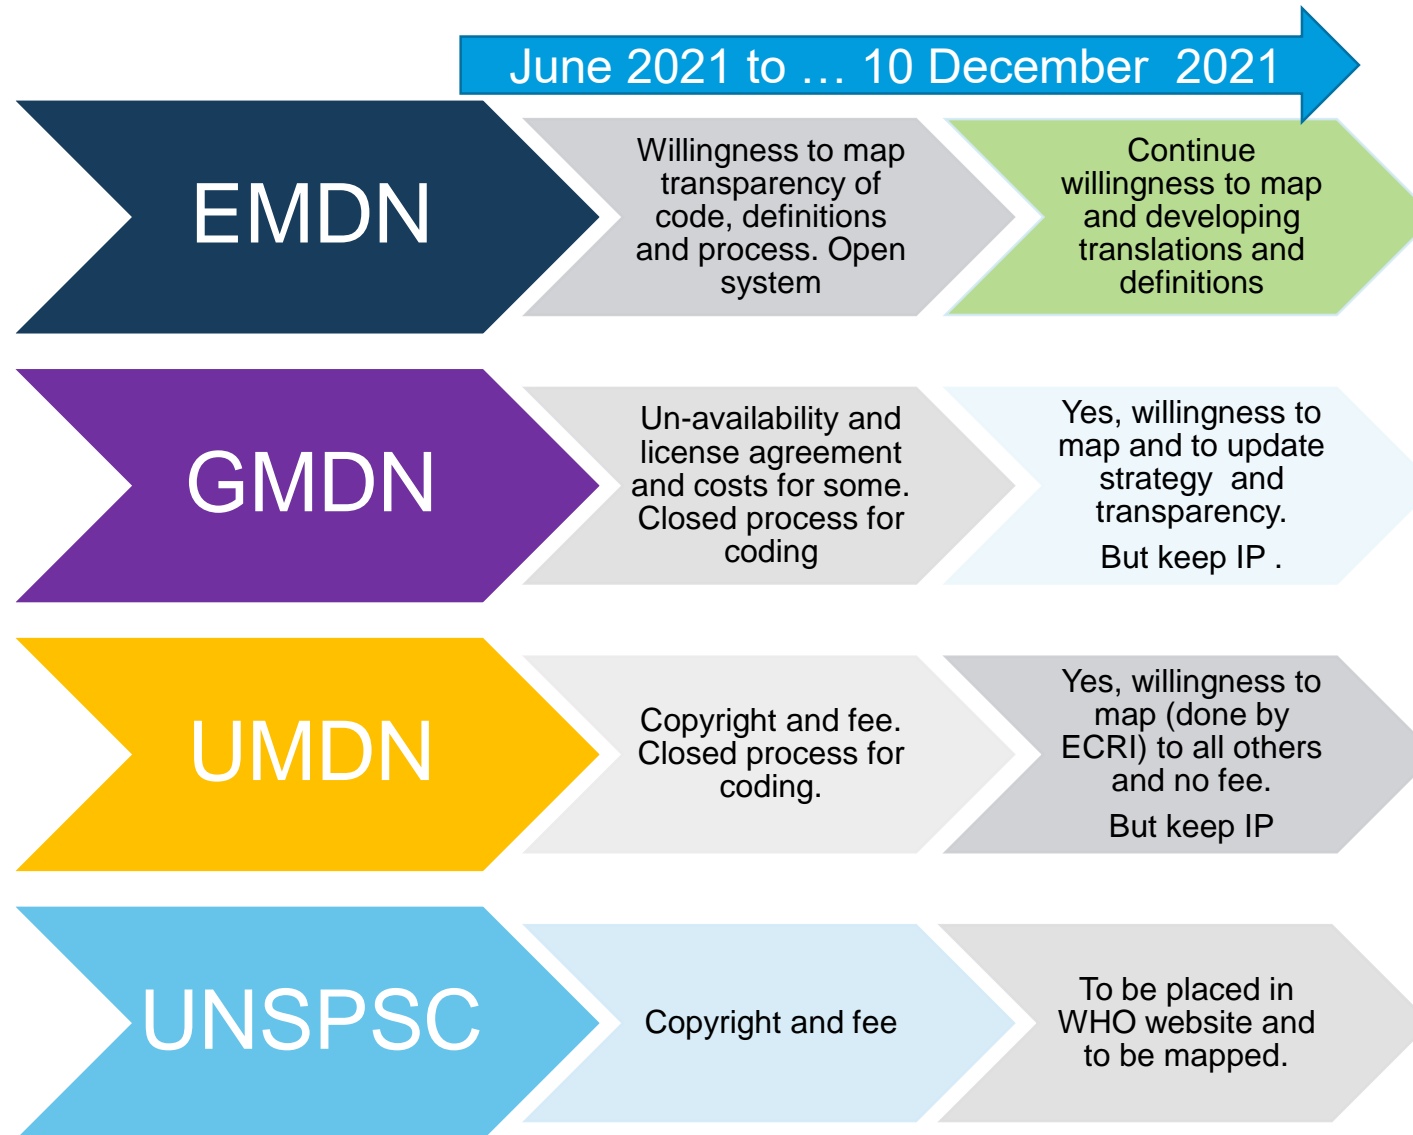 June 2021 to … 10 December 2021
EMDN
Willingness to map
transparency of
code, definitions
and process. Open
system
Continue
willingness to map
and developing
translations and
definitions
GMDN
Un-availability and
license agreement
and costs for some.
Closed process for
coding
Yes, willingness to
map and to update
strategy and
transparency.
But keep IP .
UMDN
Copyright and fee.
Closed process for
coding.
Yes, willingness to
map (done by
ECRI) to all others
and no fee.
But keep IP
UNSPSC
Copyright and fee
To be placed in
WHO website and
to be mapped.